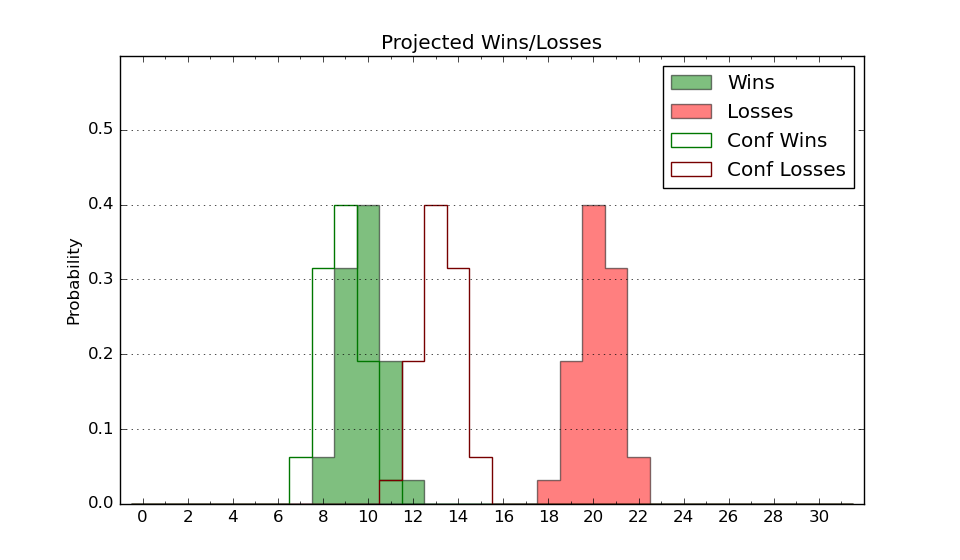 Projected Wins/Losses
Wins
Losses
Conf Wins
Conf Losses
Probability
0.5
0.4
0.3
0.2
0.1
0.0
0 2 4 6 8 10 12 14 16 18 20 22 24 26 28 30